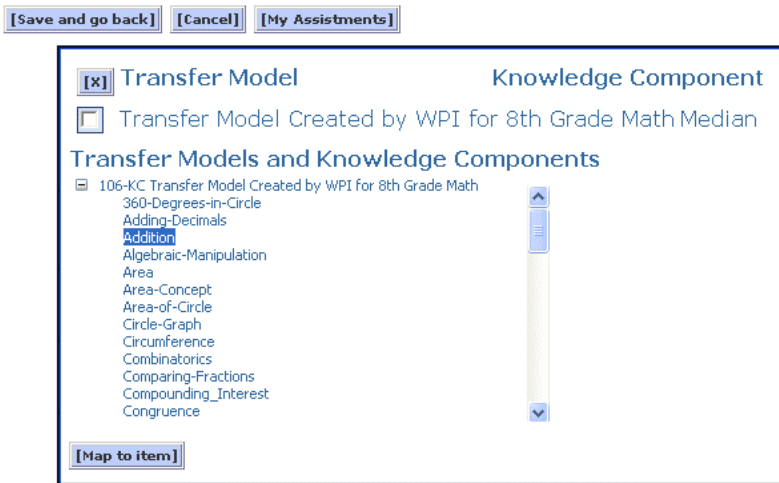 [Save and go back] [Cancel] [My Assistments]
[X] Transfer Model Knowledge Component
Transfer Model Created by WPI for 8th Grade Math Median
Transfer Models and Knowledge Components
106-KC Transfer Model Created by WPI for 8th Grade Math
360-Degrees-in-Circle
Adding-Decimals
Addition
Algebraic-Manipulation
Area
Area-Concept
Area-of-Circle
Circle-Graph
Circumference
Combinatorics
Comparing-Fractions
Compounding_Interest
Congruence
[Map to item]